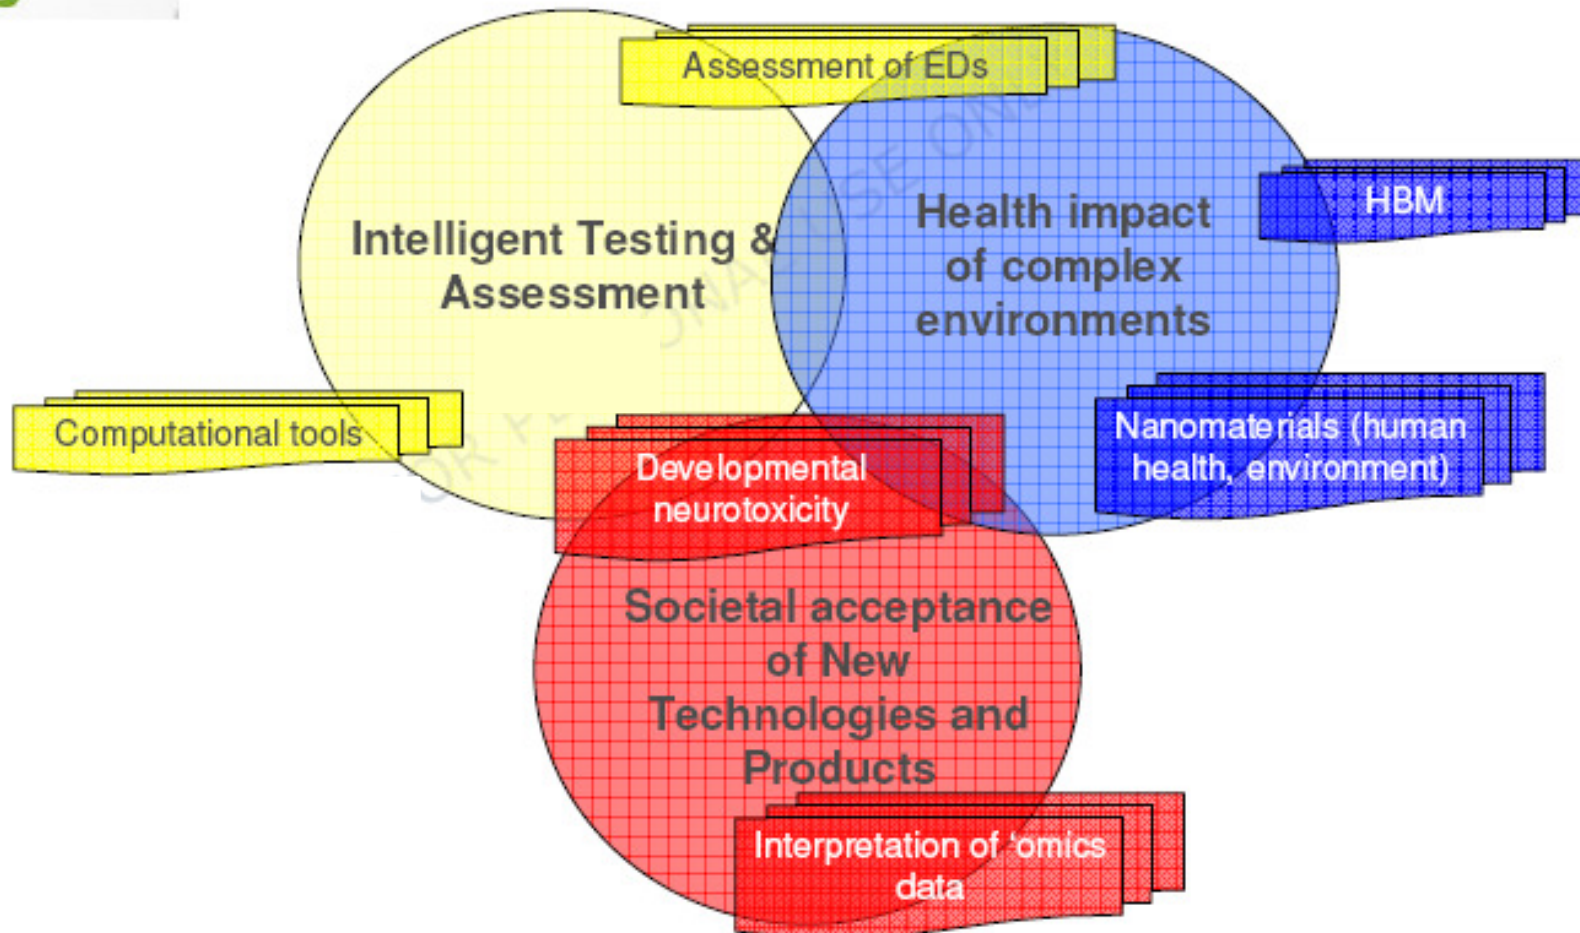 Assessment of EDs
Intelligent Testing &
Assessment
Health impact
of complex
environments
HBM
Computational tools
Developmental
neurotoxicity
Nanomaterials (human
health, environment)
Societal acceptance
of New
Technologies and
Products
Interpretation of ‘omics
data